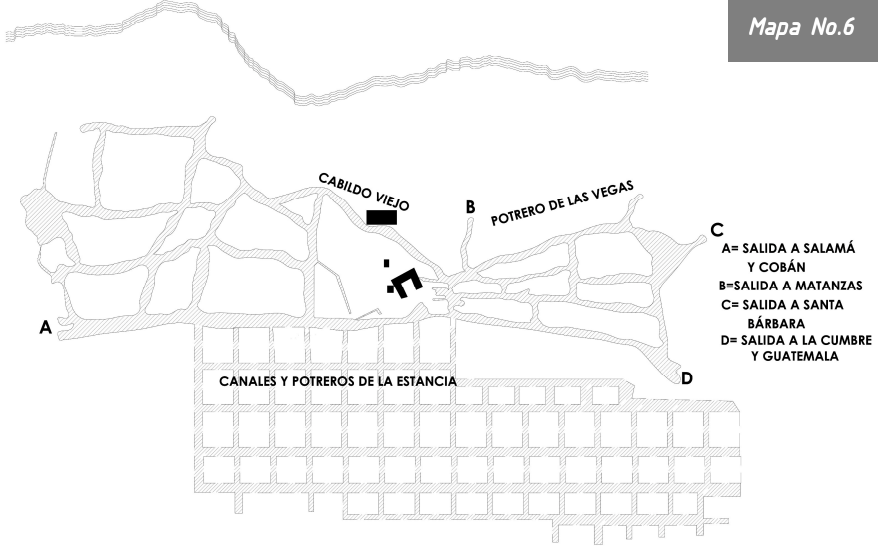 Mapa No.6
CABILDO VIEJO
B
POTRERO DE LAS VEGAS
C
A= SALIDA A SALAMÁ
Y COBÁN
B=SALIDA A MATANZAS
C= SALIDA A SANTA
BÁRBARA
D= SALIDA A LA CUMBRE
Y GUATEMALA
A
CANALES Y POTREROS DE LA ESTANCIA
D